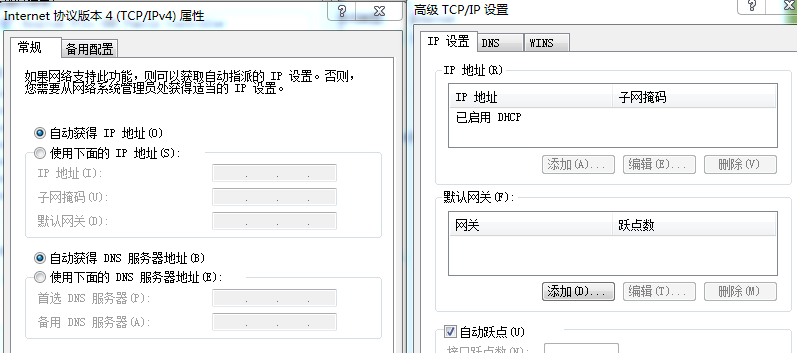 Internet 协议版本 4 (TCP/IPv4) 属性
常规
备用配置
如果网络支持此功能，则可以获取自动指派的 IP 设置。否则，
您需要从网络系统管理员处获得适当的 IP 设置。
自动获得 IP 地址(O)
使用下面的 IP 地址(S):
IP 地址(I):
子网掩码(U):
默认网关(D):
自动获得 DNS 服务器地址(B)
使用下面的 DNS 服务器地址(E):
首选 DNS 服务器(P):
备用 DNS 服务器(A):
高级 TCP/IP 设置
IP 设置
DNS
WINS
IP 地址(R)
IP 地址
子网掩码
已启用 DHCP
添加(A)...
编辑(E)...
删除(V)
默认网关(F):
网关
跃点数
添加(D)...
编辑(T)...
删除(M)
自动跃点(U)
接口跃点数(N):